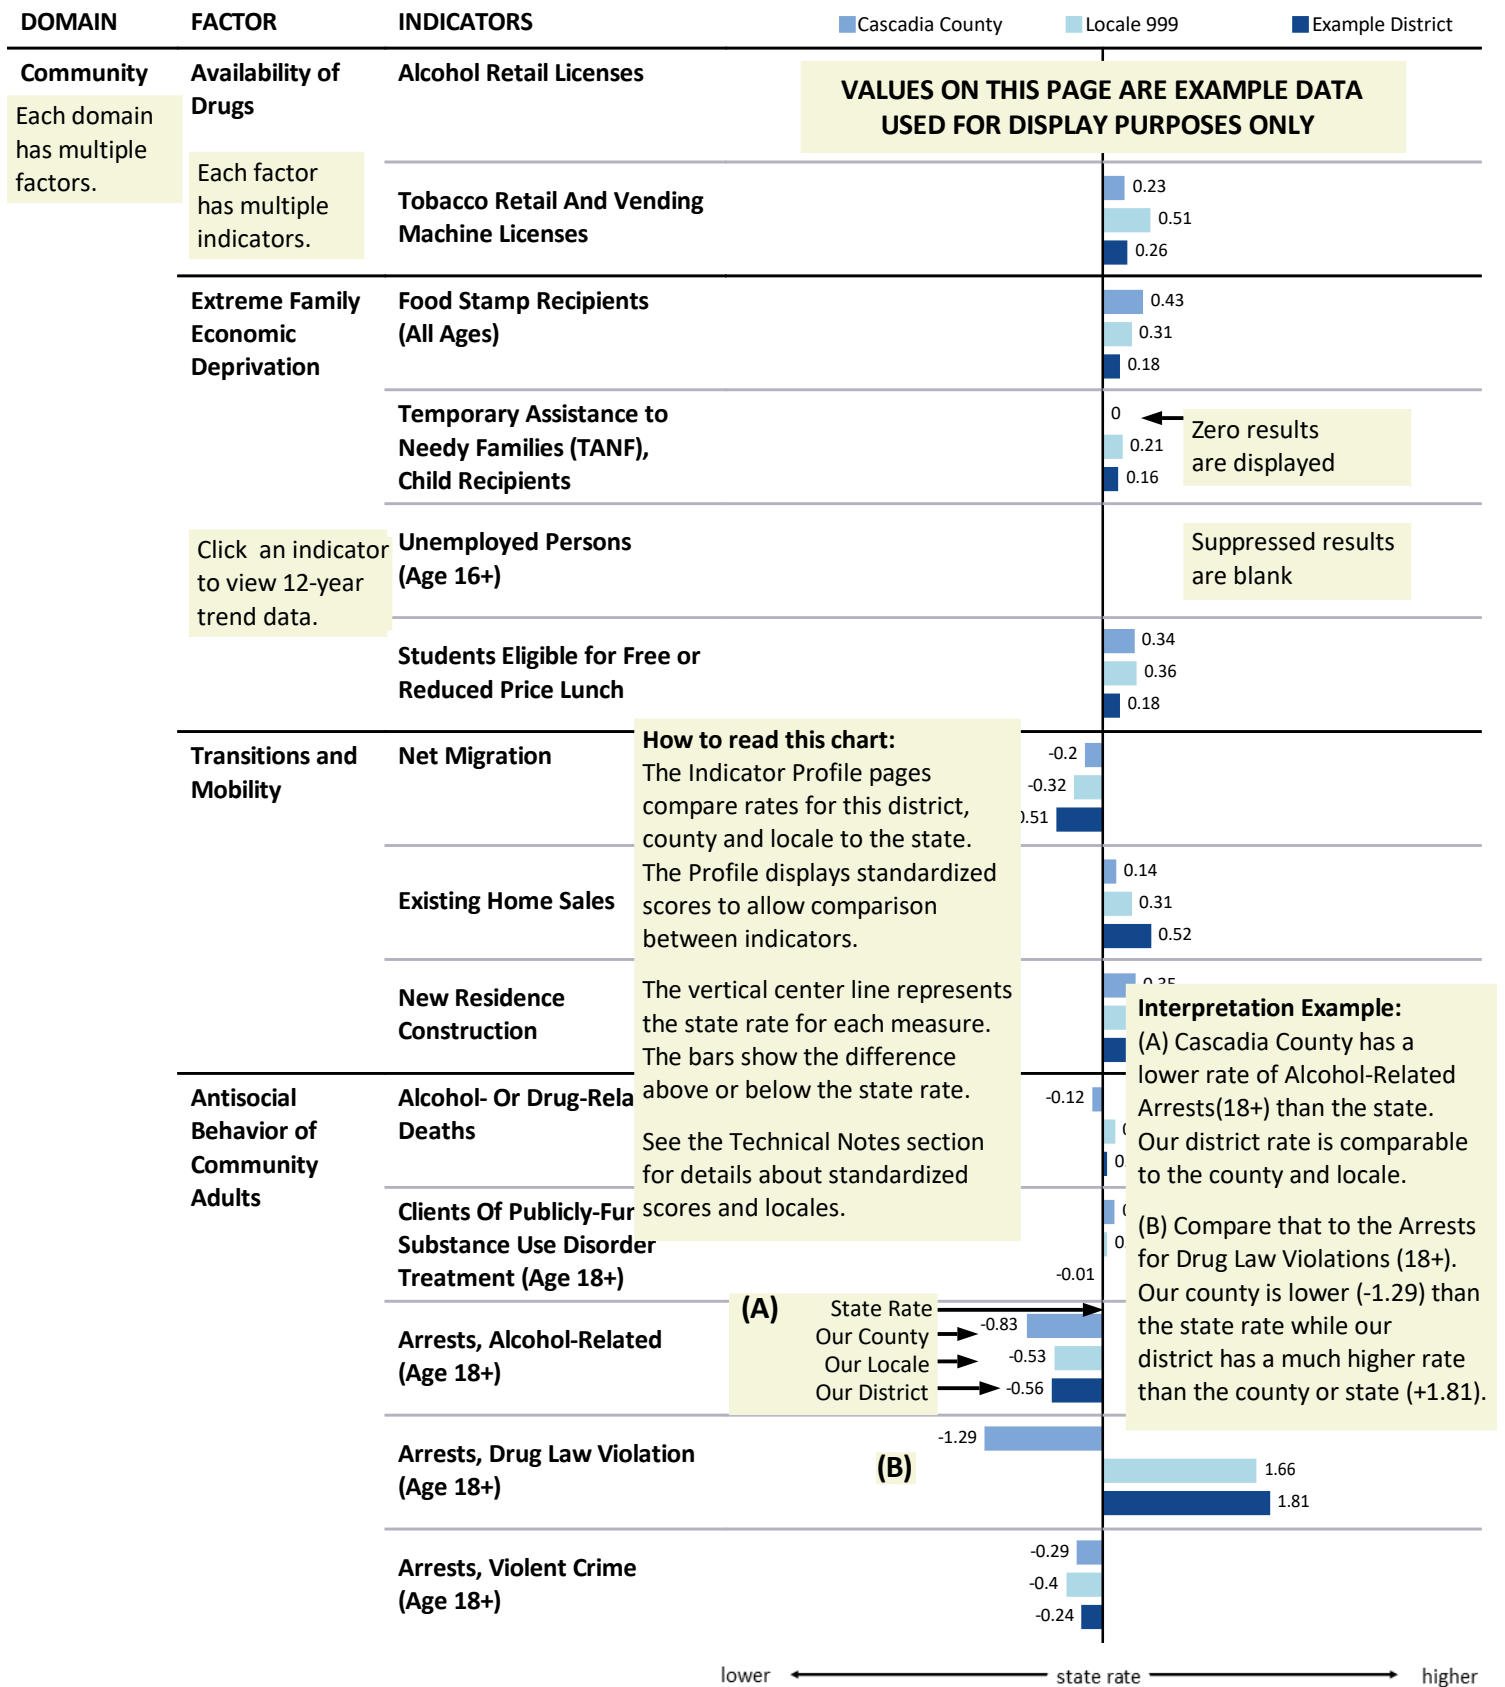 DOMAIN FACTOR INDICATORS Cascadia County Locale 999 Example District
Community
Each domain
has multiple
factors.
Availability of
Drugs
Each factor
has multiple
indicators.
Alcohol Retail Licenses
VALUES ON THIS PAGE ARE EXAMPLE DATA
USED FOR DISPLAY PURPOSES ONLY
Tobacco Retail And Vending
Machine Licenses
0.23
0.51
0.26
Extreme Family
Economic
Deprivation
Food Stamp Recipients
(All Ages)
0.43
0.31
0.18
Temporary Assistance to
Needy Families (TANF),
Child Recipients
0
0.21
0.16
Zero results
are displayed
Click an indicator
to view 12-year
trend data.
Unemployed Persons
(Age 16+)
Suppressed results
are blank
Students Eligible for Free or
Reduced Price Lunch
0.34
0.36
0.18
Transitions and
Mobility
Net Migration
-0.2
-0.32
0.51
How to read this chart:
The Indicator Profile pages
compare rates for this district,
county and locale to the state.
The Profile displays standardized
scores to allow comparison
between indicators.
The vertical center line represents
the state rate for each measure.
The bars show the difference
above or below the state rate.
See the Technical Notes section
for details about standardized
scores and locales.
Existing Home Sales
0.14
0.31
0.52
New Residence
Construction
0.35
Interpretation Example:
(A) Cascadia County has a
lower rate of Alcohol-Related
Arrests(18+) than the state.
Our district rate is comparable
to the county and locale.
(B) Compare that to the Arrests
for Drug Law Violations (18+).
Our county is lower (-1.29) than
the state rate while our
district has a much higher rate
than the county or state (+1.81).
Antisocial
Behavior of
Community
Adults
Alcohol- Or Drug-Rela
Deaths
-0.12
0
0.
Clients Of Publicly-Fun
Substance Use Disorder
Treatment (Age 18+)
0
0.
-0.01
Arrests, Alcohol-Related
(Age 18+)
(A)
State Rate
Our County
Our Locale
Our District
-0.83
-0.53
-0.56
Arrests, Drug Law Violation
(Age 18+)
(B)
-1.29
1.66
1.81
Arrests, Violent Crime
(Age 18+)
-0.29
-0.4
-0.24
lower state rate higher